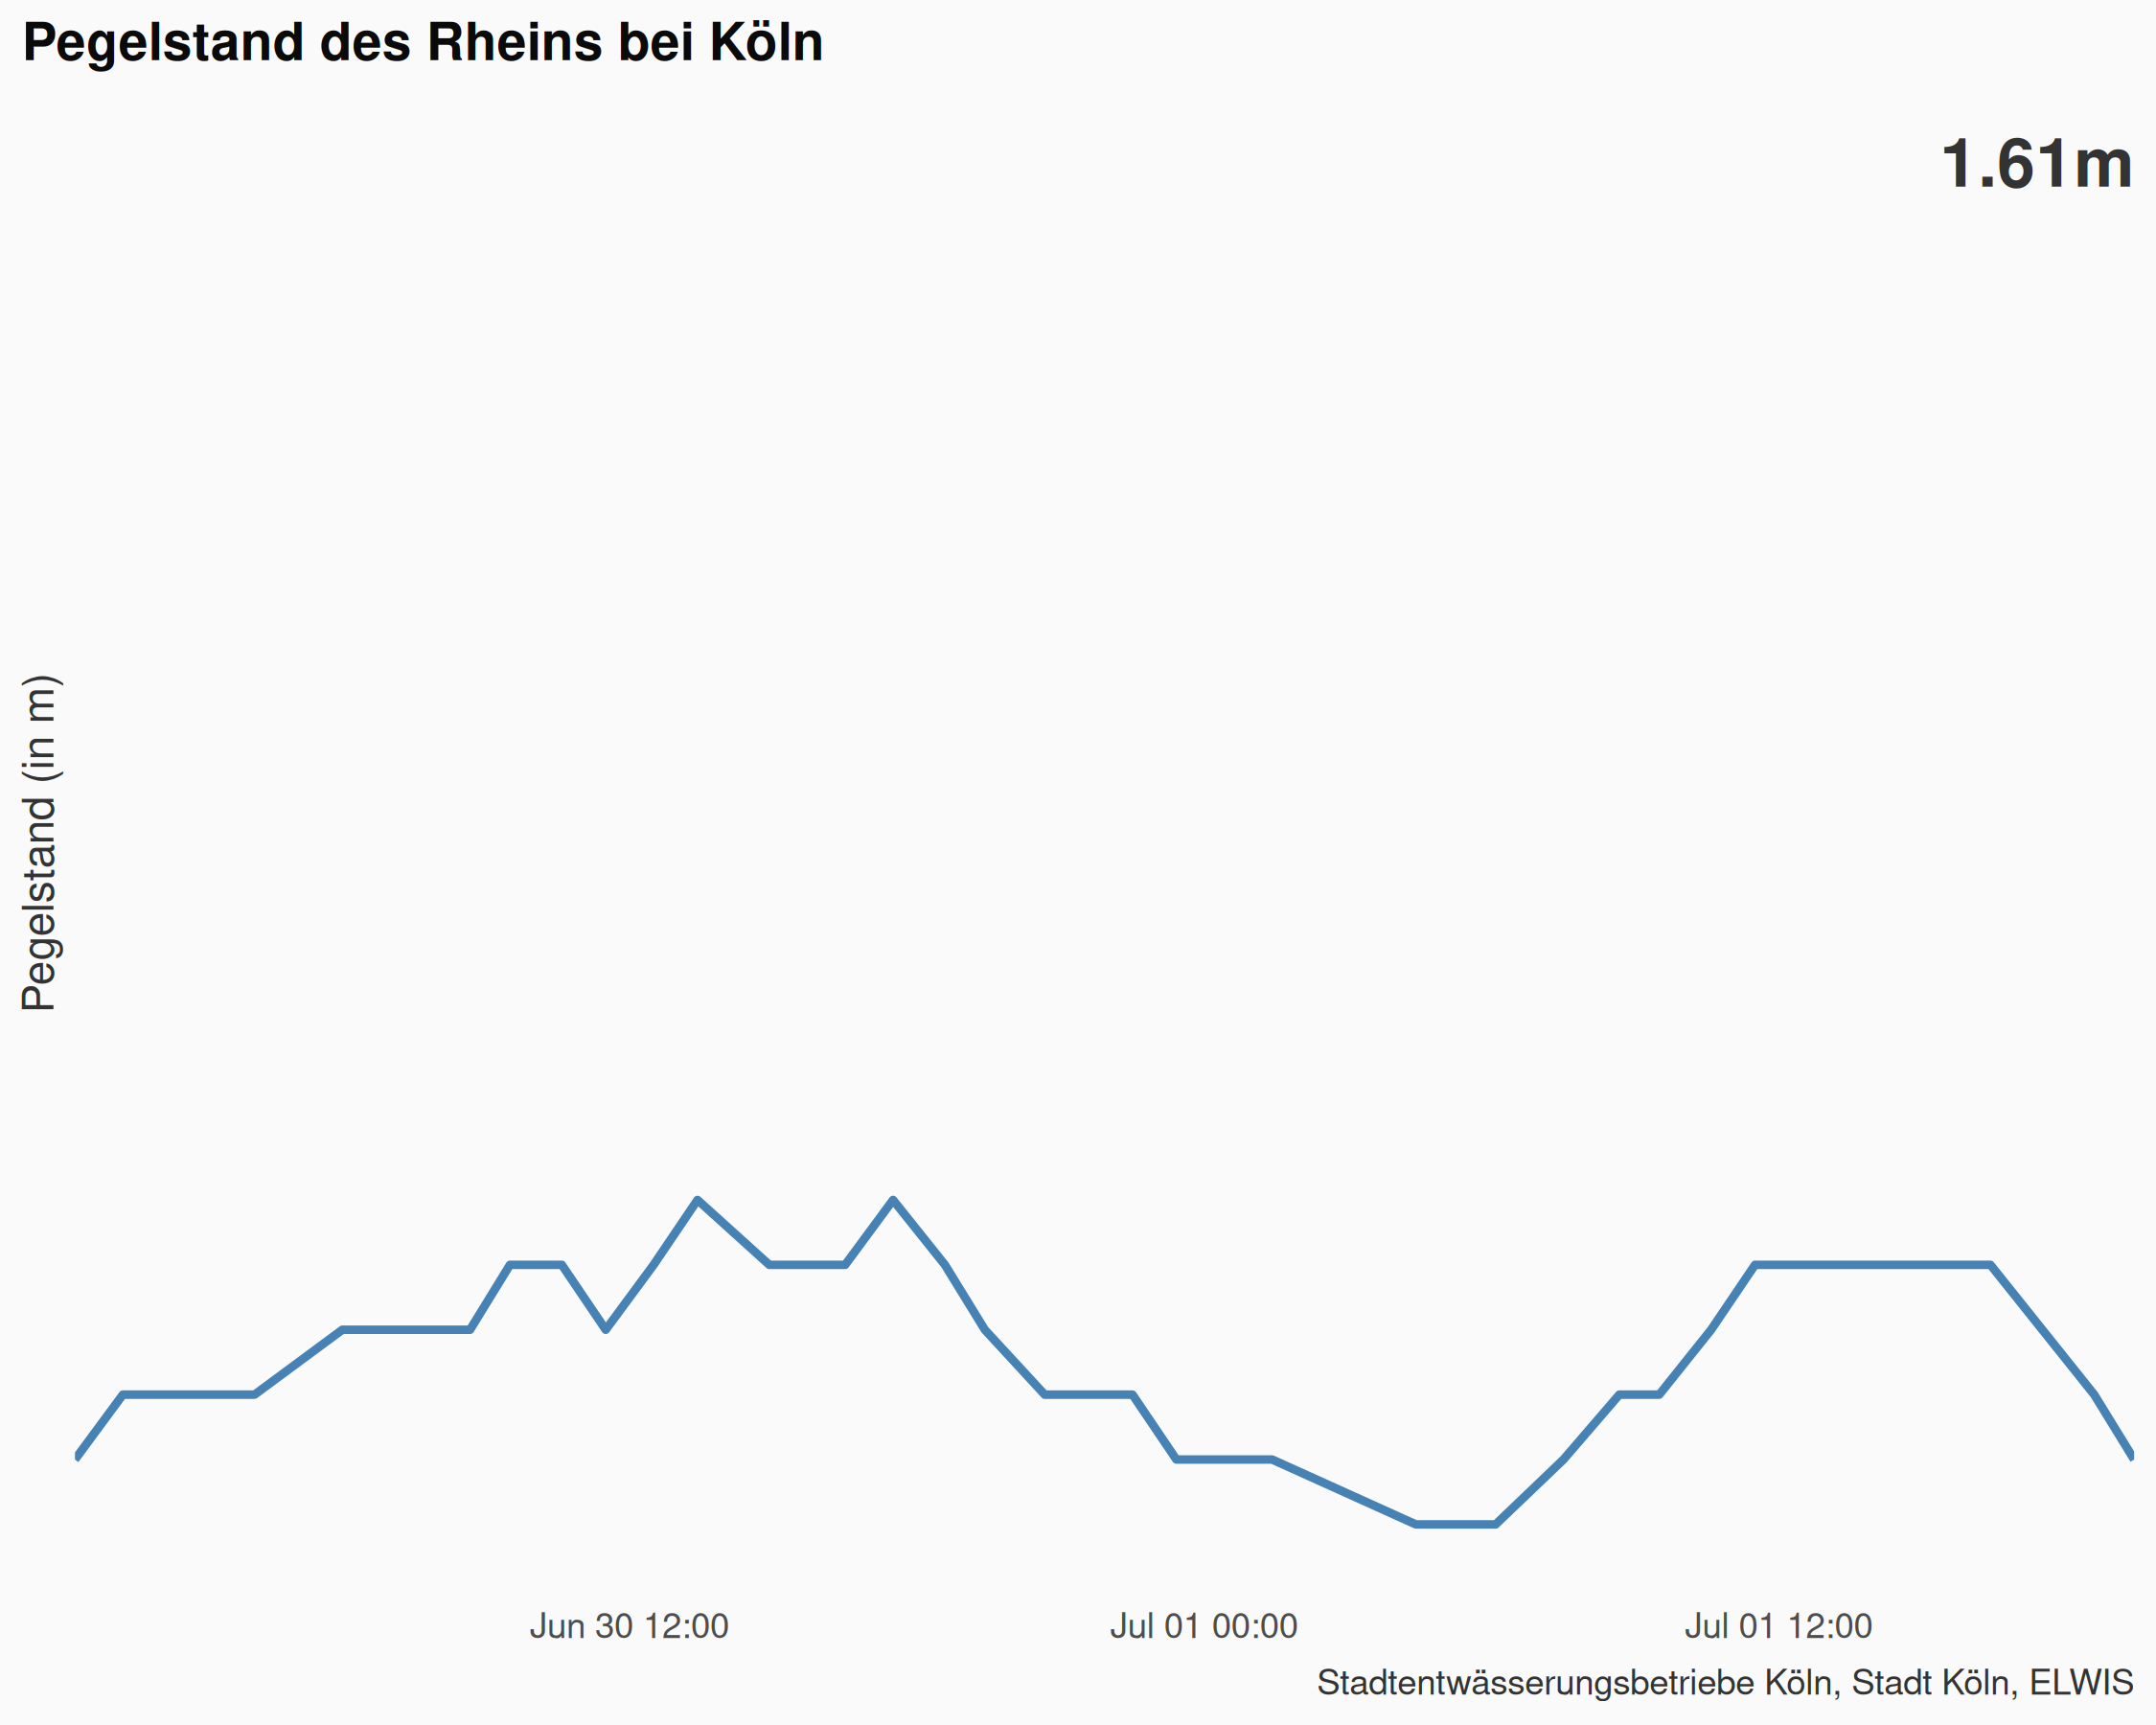 Pegelstand des Rheins bei Köln
1.61m
Pegelstand (in m)
Jun 30 12:00
Jul 01 00:00
Jul 01 12:00
Stadtentwässerungsbetriebe Köln, Stadt Köln, ELWIS